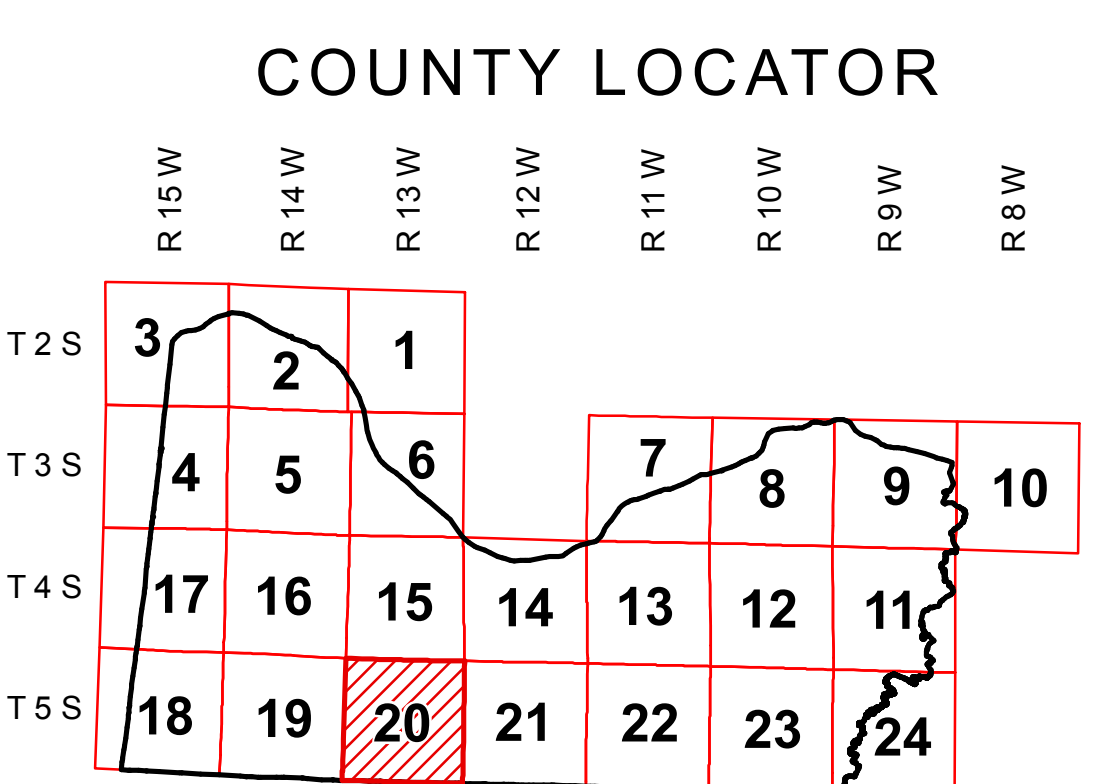 COUNTY LOCATOR
R 15 W R 14 W R 13 W R 12 W R 11 W R 10 W R 9 W R 8 W
T 2 S 3 2 1
T 3 S 4 5 6 7 8 9 10
T 4 S 17 16 15 14 13 12 11
T 5 S 18 19 20 21 22 23 24